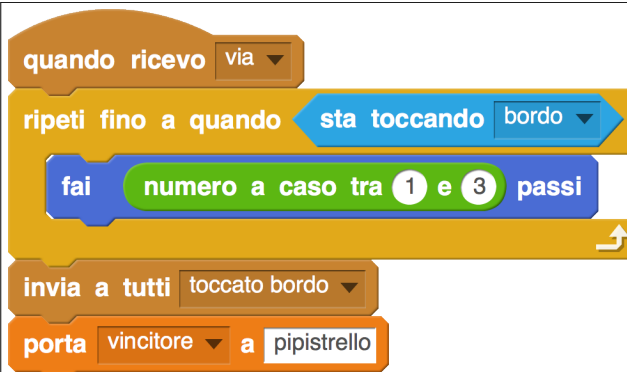 quando ricevo via
ripeti fino a quando sta toccando bordo
fai numero a caso tra 1 e 3 passi
invia a tutti toccato bordo
porta vincitore a pipistrello